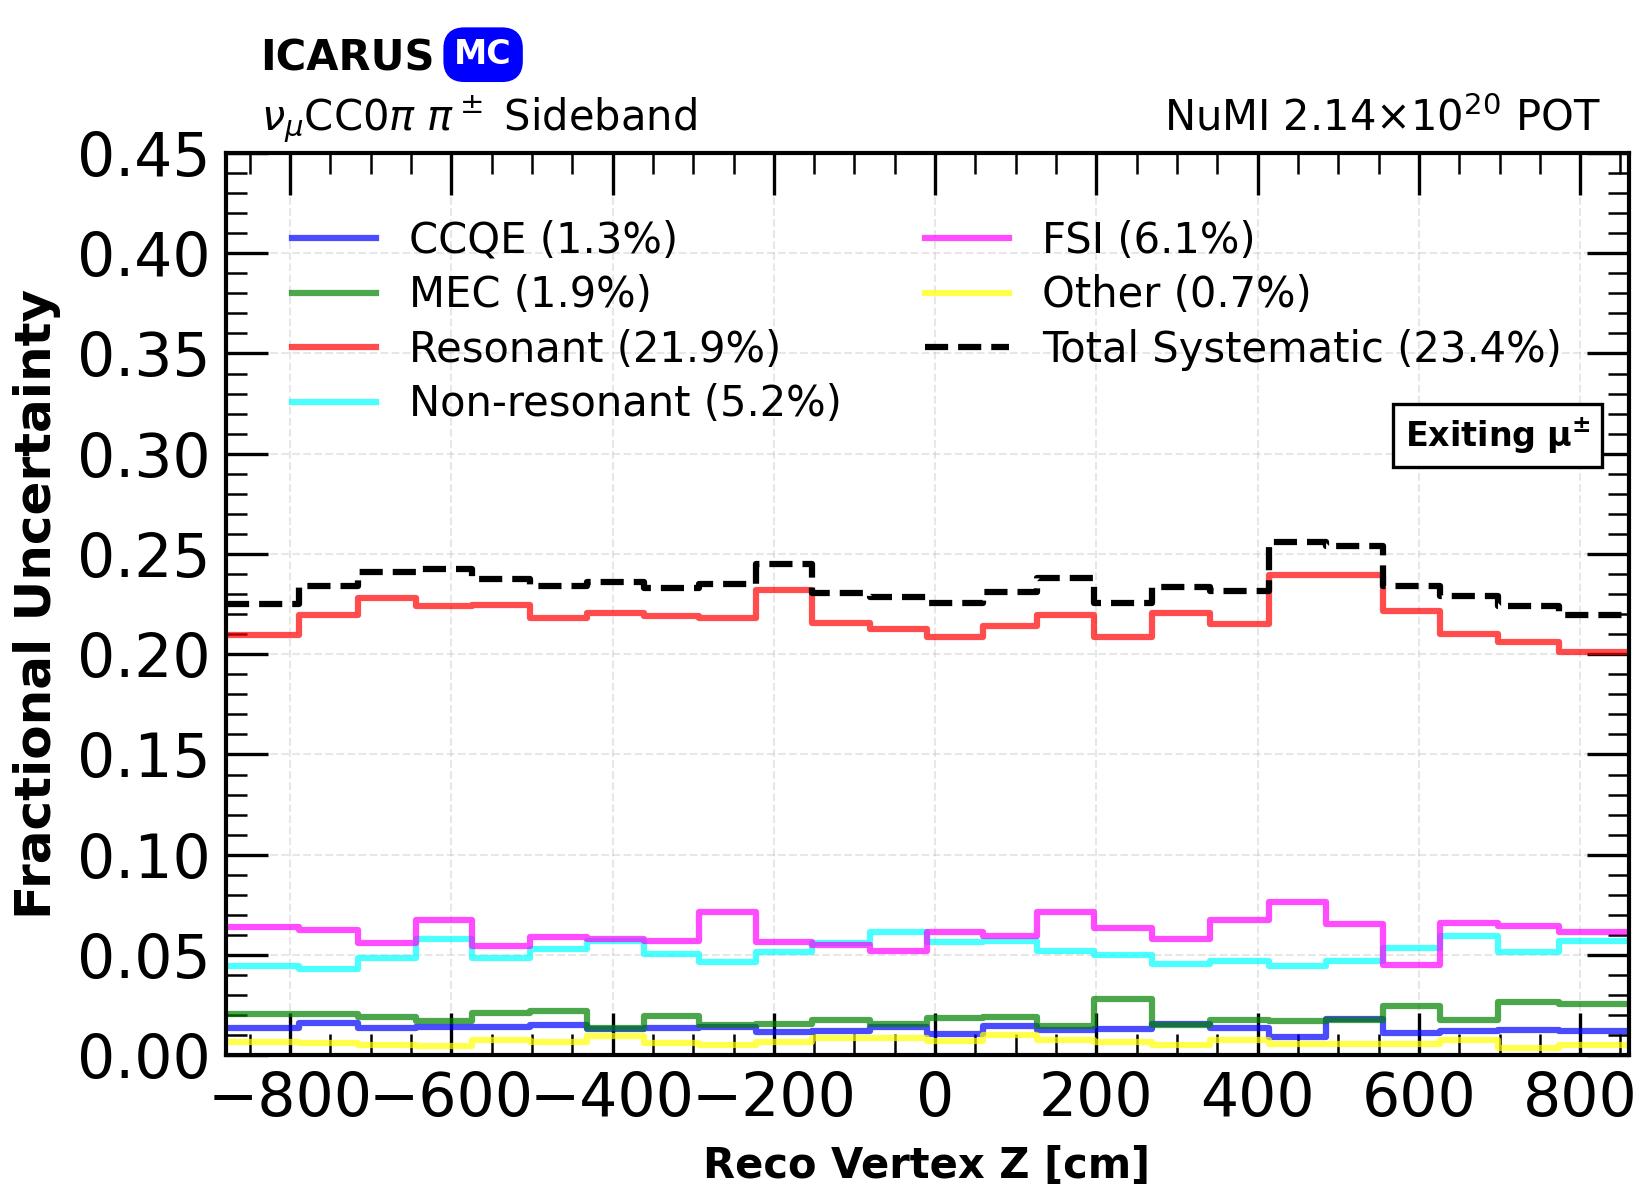 ICARUS MC
νμCC0π π± Sideband
NuMI 2.14×10²⁰ POT
0.45
0.40
0.35
0.30
0.25
0.20
0.15
0.10
0.05
0.00
Fractional Uncertainty
CCQE (1.3%)
MEC (1.9%)
Resonant (21.9%)
Non-resonant (5.2%)
FSI (6.1%)
Other (0.7%)
Total Systematic (23.4%)
Exiting μ±
−800 −600 −400 −200 0 200 400 600 800
Reco Vertex Z [cm]